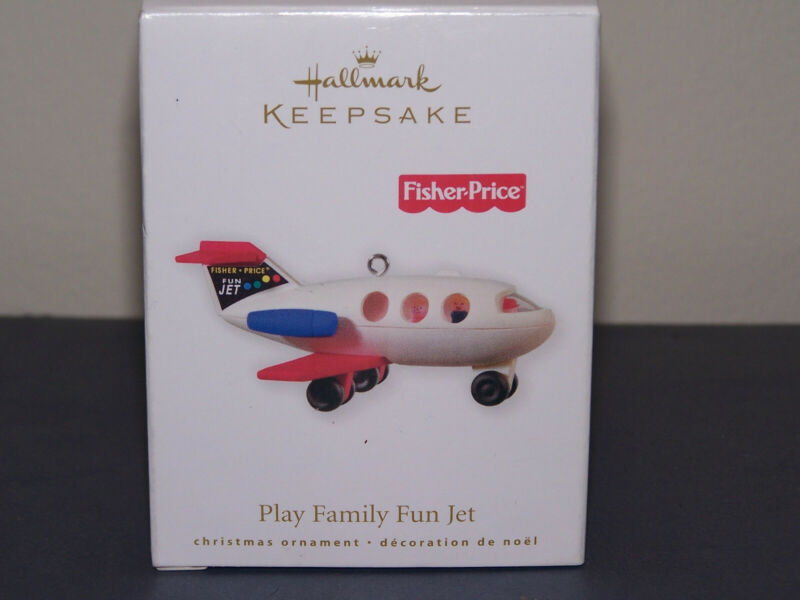 Hallmark
KEEPSAKE
Fisher-Price
FISHER • PRICE
FUN
JET
Play Family Fun Jet
christmas ornament • décoration de noël